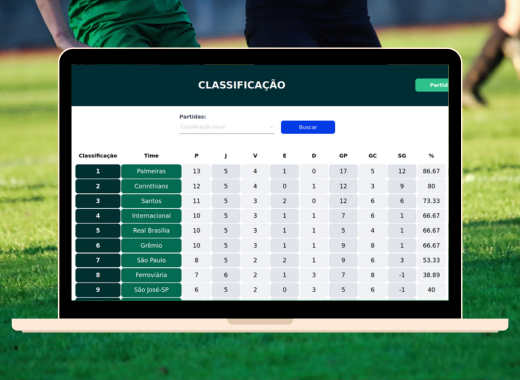 CLASSIFICAÇÃO
Partid
Partidas:
Classificação Geral
Buscar
Classificação Time P J V E D GP GC SG %
1 Palmeiras 13 5 4 1 0 17 5 12 86.67
2 Corinthians 12 5 4 0 1 12 3 9 80
3 Santos 11 5 3 2 0 12 6 6 73.33
4 Internacional 10 5 3 1 1 7 6 1 66.67
5 Real Brasília 10 5 3 1 1 5 4 1 66.67
6 Grêmio 10 5 3 1 1 9 8 1 66.67
7 São Paulo 8 5 2 2 1 9 6 3 53.33
8 Ferroviária 7 6 2 1 3 7 8 -1 38.89
9 São José-SP 6 5 2 0 3 5 6 -1 40